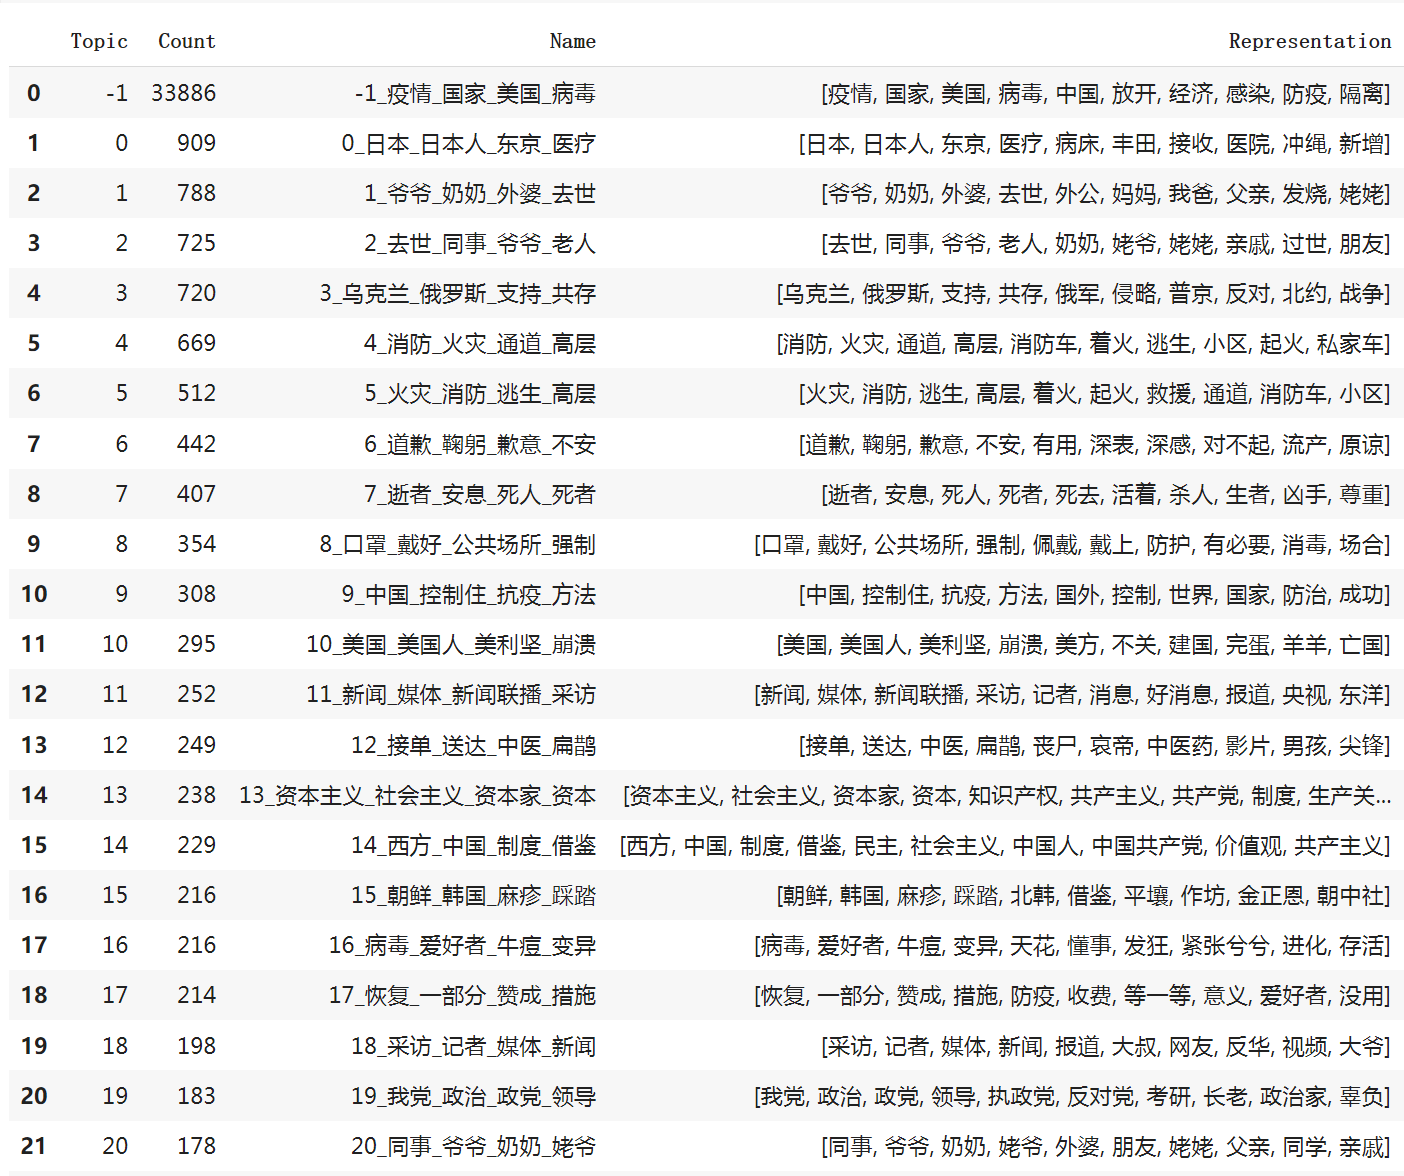 Topic Count Name Representation
0 -1 33886 -1_疫情_国家_美国_病毒 [疫情, 国家, 美国, 病毒, 中国, 放开, 经济, 感染, 防疫, 隔离]
1 0 909 0_日本_日本人_东京_医疗 [日本, 日本人, 东京, 医疗, 病床, 丰田, 接收, 医院, 冲绳, 新增]
2 1 788 1_爷爷_奶奶_外婆_去世 [爷爷, 奶奶, 外婆, 去世, 外公, 妈妈, 我爸, 父亲, 发烧, 姥姥]
3 2 725 2_去世_同事_爷爷_老人 [去世, 同事, 爷爷, 老人, 奶奶, 姥爷, 姥姥, 亲戚, 过世, 朋友]
4 3 720 3_乌克兰_俄罗斯_支持_共存 [乌克兰, 俄罗斯, 支持, 共存, 俄军, 侵略, 普京, 反对, 北约, 战争]
5 4 669 4_消防_火灾_通道_高层 [消防, 火灾, 通道, 高层, 消防车, 着火, 逃生, 小区, 起火, 私家车]
6 5 512 5_火灾_消防_逃生_高层 [火灾, 消防, 逃生, 高层, 着火, 起火, 救援, 通道, 消防车, 小区]
7 6 442 6_道歉_鞠躬_歉意_不安 [道歉, 鞠躬, 歉意, 不安, 有用, 深表, 深感, 对不起, 流产, 原谅]
8 7 407 7_逝者_安息_死人_死者 [逝者, 安息, 死人, 死者, 死去, 活着, 杀人, 生者, 凶手, 尊重]
9 8 354 8_口罩_戴好_公共场所_强制 [口罩, 戴好, 公共场所, 强制, 佩戴, 戴上, 防护, 有必要, 消毒, 场合]
10 9 308 9_中国_控制住_抗疫_方法 [中国, 控制住, 抗疫, 方法, 国外, 控制, 世界, 国家, 防治, 成功]
11 10 295 10_美国_美国人_美利坚_崩溃 [美国, 美国人, 美利坚, 崩溃, 美方, 不关, 建国, 完蛋, 羊羊, 亡国]
12 11 252 11_新闻_媒体_新闻联播_采访 [新闻, 媒体, 新闻联播, 采访, 记者, 消息, 好消息, 报道, 央视, 东洋]
13 12 249 12_接单_送达_中医_扁鹊 [接单, 送达, 中医, 扁鹊, 丧尸, 哀帝, 中医药, 影片, 男孩, 尖锋]
14 13 238 13_资本主义_社会主义_资本家_资本 [资本主义, 社会主义, 资本家, 资本, 知识产权, 共产主义, 共产党, 制度, 生产关...
15 14 229 14_西方_中国_制度_借鉴 [西方, 中国, 制度, 借鉴, 民主, 社会主义, 中国人, 中国共产党, 价值观, 共产主义]
16 15 216 15_朝鲜_韩国_麻疹_踩踏 [朝鲜, 韩国, 麻疹, 踩踏, 北韩, 借鉴, 平壤, 作坊, 金正恩, 朝中社]
17 16 216 16_病毒_爱好者_牛痘_变异 [病毒, 爱好者, 牛痘, 变异, 天花, 懂事, 发狂, 紧张兮兮, 进化, 存活]
18 17 214 17_恢复_一部分_赞成_措施 [恢复, 一部分, 赞成, 措施, 防疫, 收费, 等一等, 意义, 爱好者, 没用]
19 18 198 18_采访_记者_媒体_新闻 [采访, 记者, 媒体, 新闻, 报道, 大叔, 网友, 反华, 视频, 大爷]
20 19 183 19_我党_政治_政党_领导 [我党, 政治, 政党, 领导, 执政党, 反对党, 考研, 长老, 政治家, 辜负]
21 20 178 20_同事_爷爷_奶奶_姥爷 [同事, 爷爷, 奶奶, 姥爷, 外婆, 朋友, 姥姥, 父亲, 同学, 亲戚]